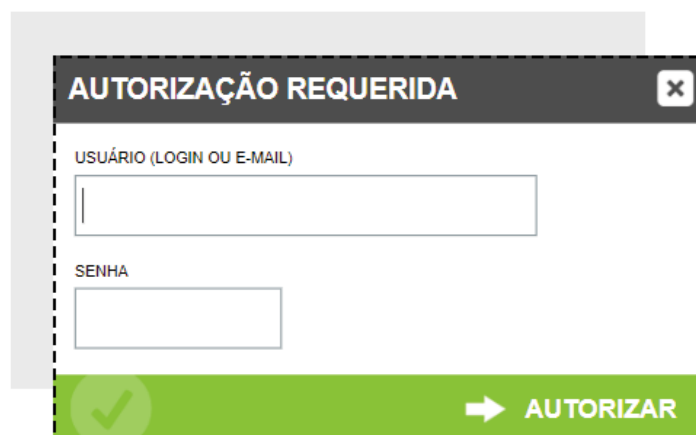 AUTORIZAÇÃO REQUERIDA
USUÁRIO (LOGIN OU E-MAIL)
SENHA
AUTORIZAR